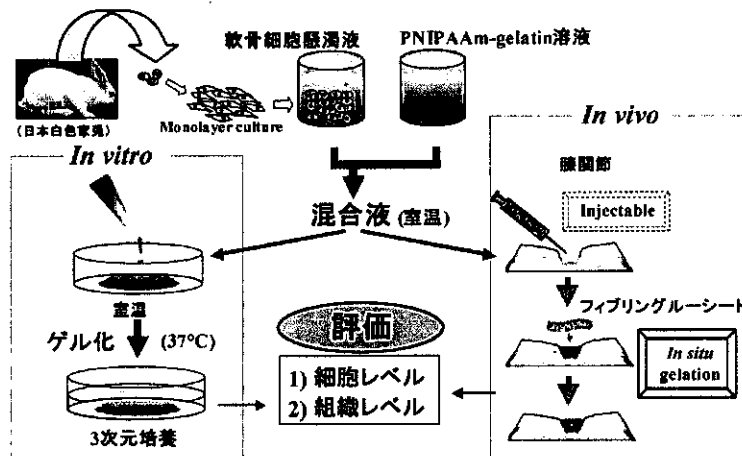 軟骨細胞懸濁液
PNIPAAm-gelatin溶液
(日本白色家兎)
Monolayer culture
In vitro
In vivo
混合液 (室温)
膝関節
Injectable
室温
ゲル化 (37°C)
3次元培養
評価
1) 細胞レベル
2) 組織レベル
フィブリングルーシート
In situ
gelation